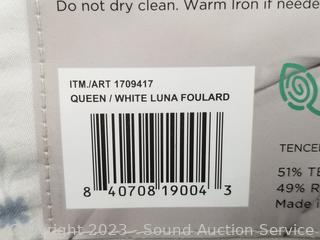 Do not dry clean. Warm Iron if neede
ITM./ART 1709417
QUEEN / WHITE LUNA FOULARD
8 40708 19004 3
TENCEL
51% TE
49% R
Made i
Copyright 2023 - Sound Auction Service